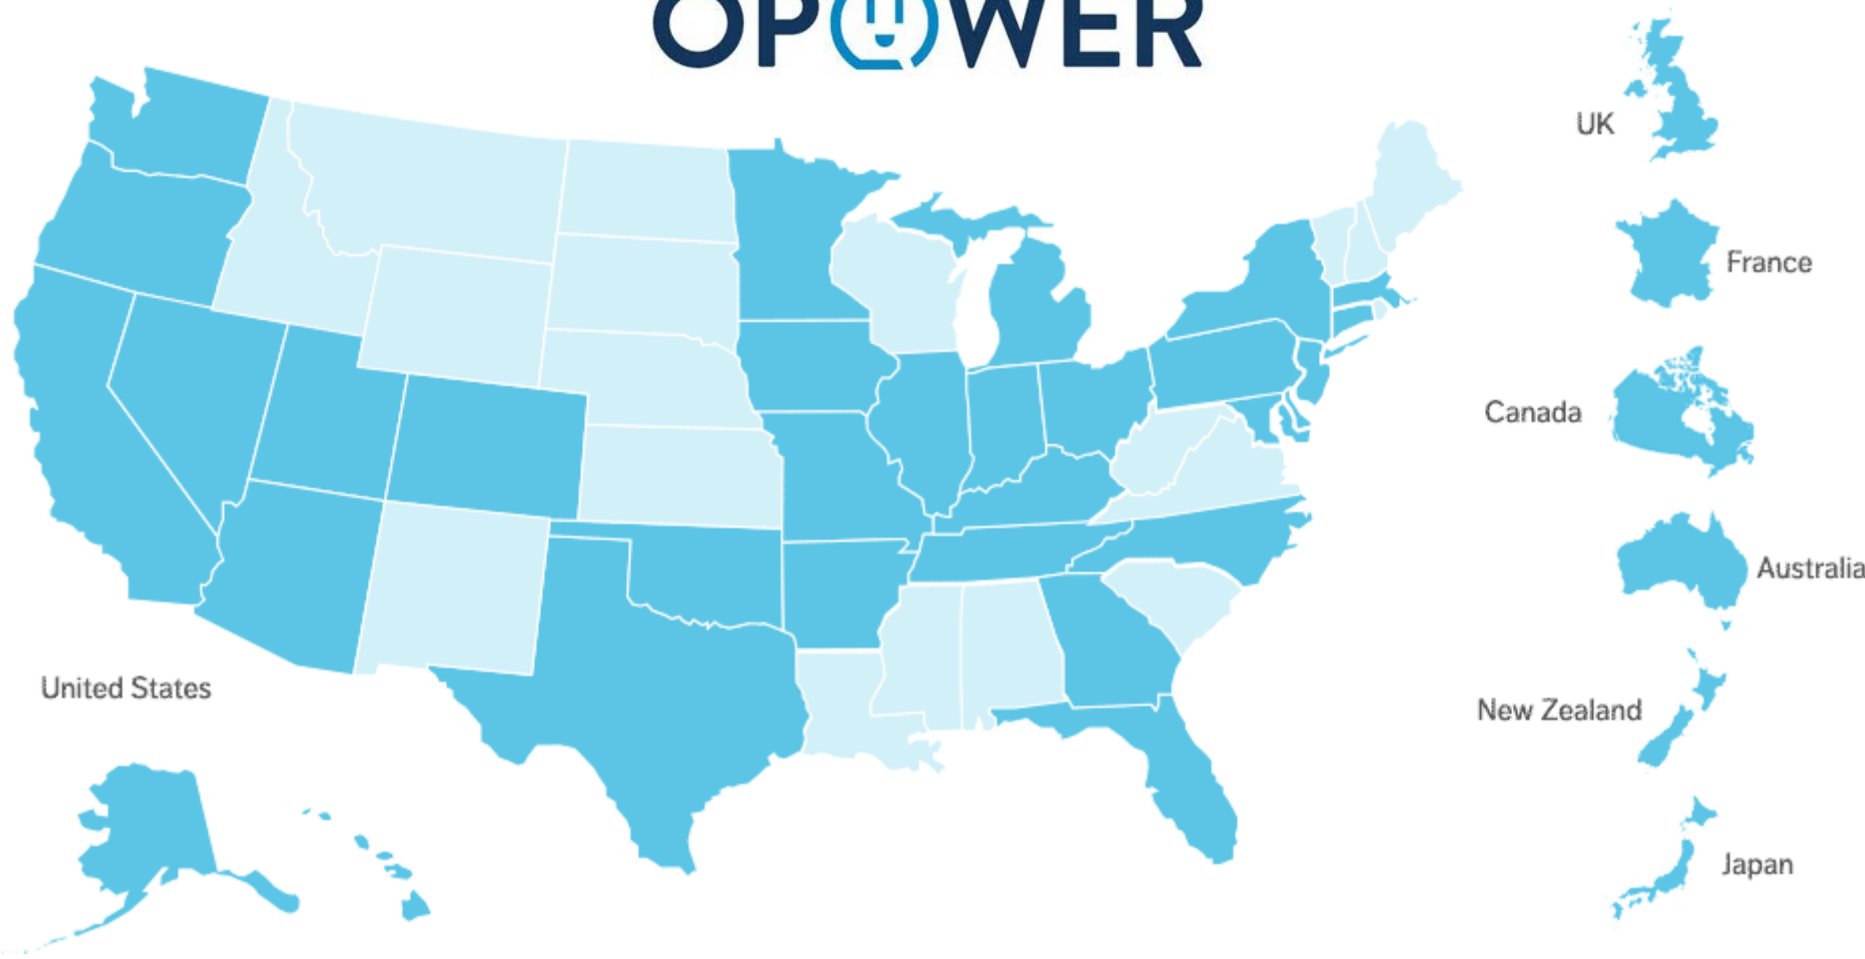 OPOWER
UK
France
Canada
Australia
New Zealand
United States
Japan